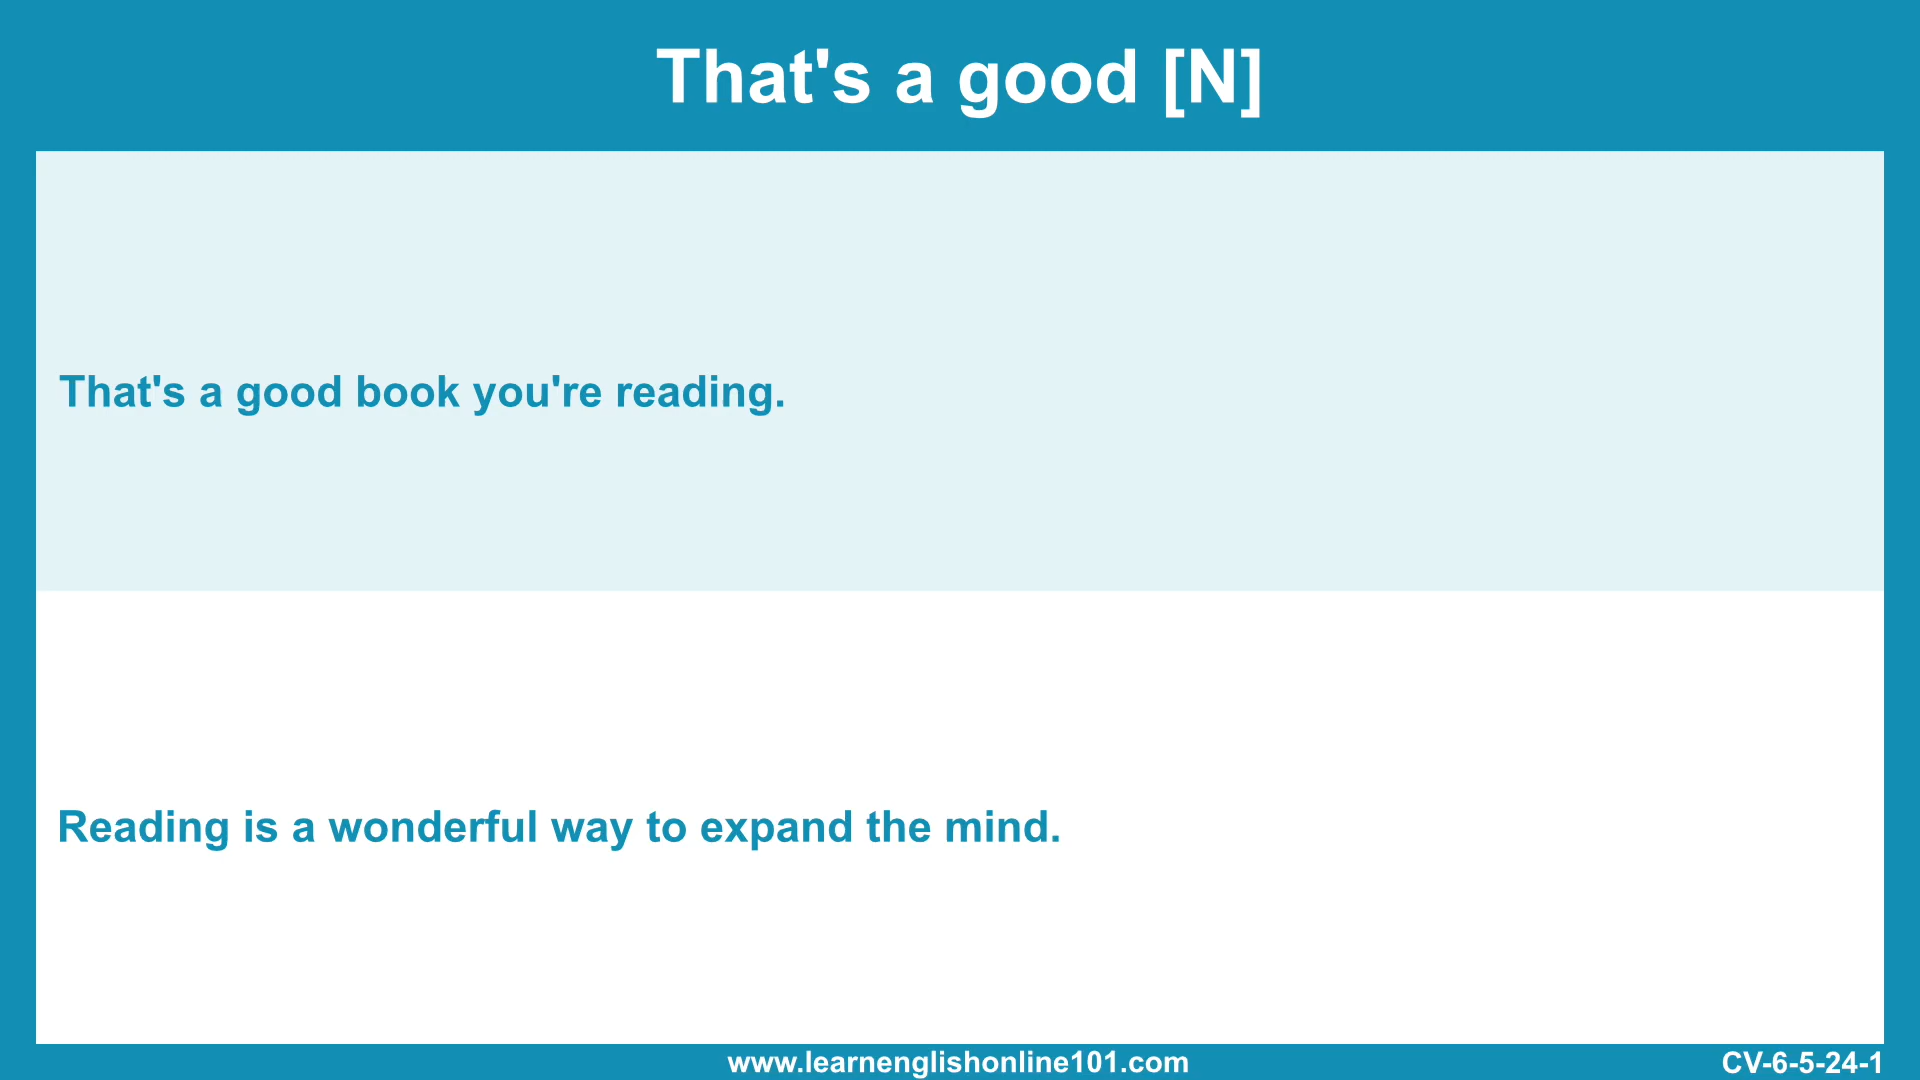 That's a good [N]
That's a good book you're reading.
Reading is a wonderful way to expand the mind.
www.learnenglishonline101.com
CV-6-5-24-1